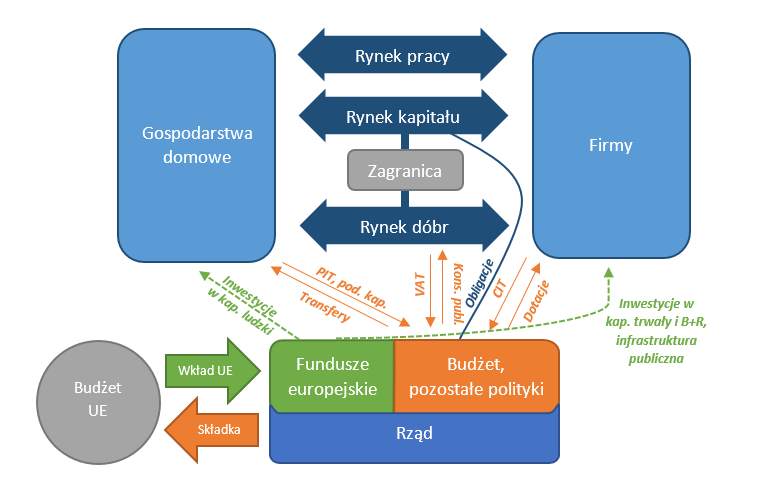 Rynek pracy
Rynek kapitału
Gospodarstwa
domowe
Firmy
Zagranica
Rynek dóbr
PIT, pod. kap.
Transfery
VAT
Kons. publ.
Obligacje
CIT
Dotacje
Inwestycje
w kap. ludzki
Inwestycje w
kap. trwały i B+R,
infrastruktura
publiczna
Budżet
UE
Wkład UE
Składka
Fundusze
europejskie
Budżet,
pozostałe polityki
Rząd